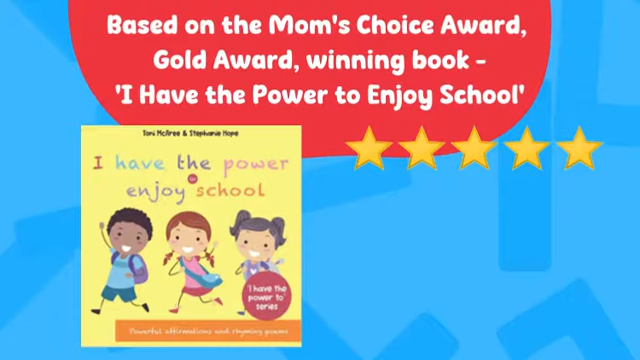 Based on the Mom's Choice Award,
Gold Award, winning book -
'I Have the Power to Enjoy School'
Toni McAree & Stephanie Hope
I have the power
to
enjoy school
'I have the
power to'
series
Powerful affirmations and rhyming poems